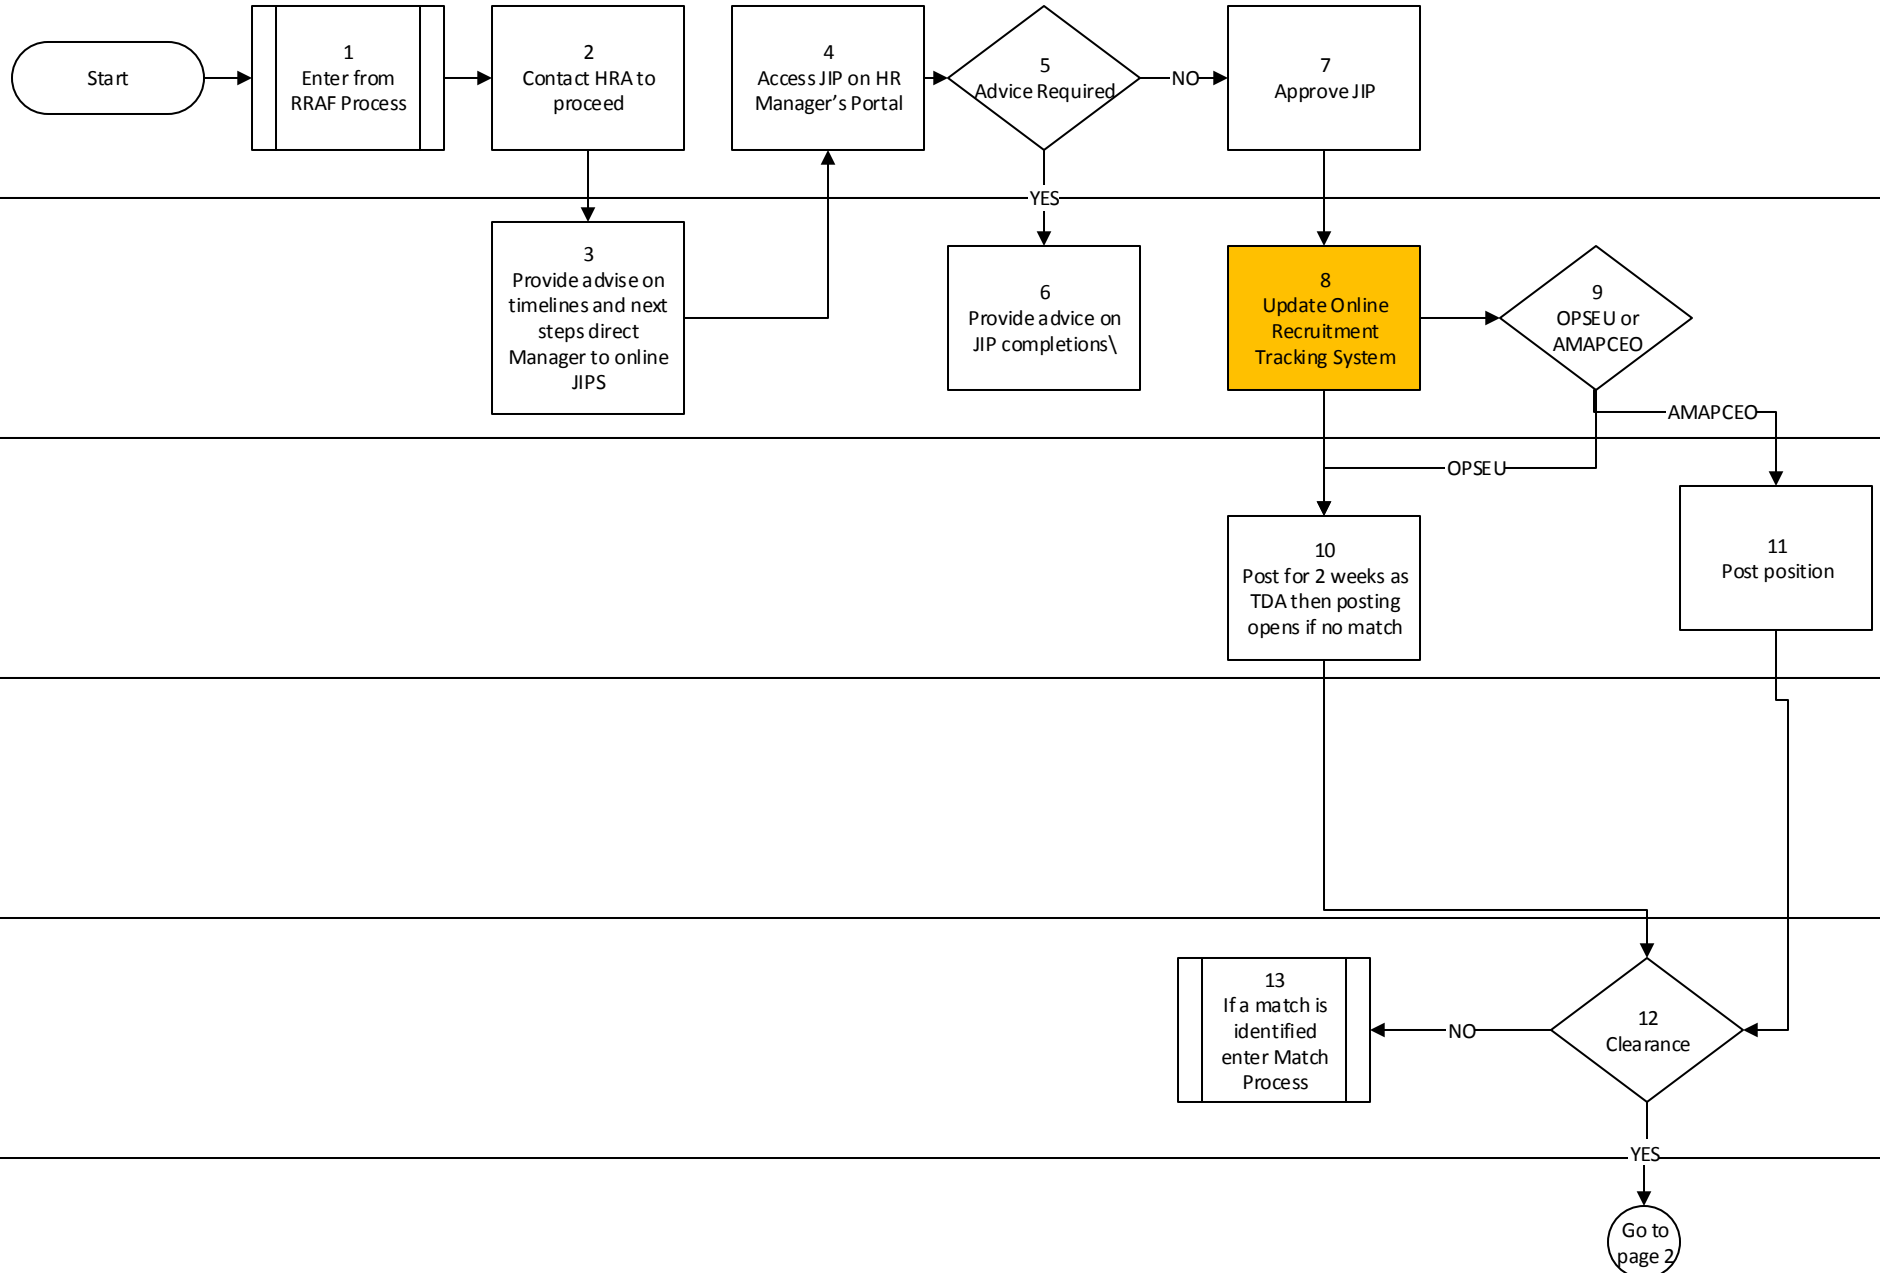 Start
1
Enter from
RRAF Process
2
Contact HRA to
proceed
4
Access JIP on HR
Manager’s Portal
5
Advice Required
NO
7
Approve JIP
YES
3
Provide advise on
timelines and next
steps direct
Manager to online
JIPS
6
Provide advice on
JIP completions\
8
Update Online
Recruitment
Tracking System
9
OPSEU or
AMAPCEO
AMAPCEO
OPSEU
10
Post for 2 weeks as
TDA then posting
opens if no match
11
Post position
13
If a match is
identified
enter Match
Process
NO
12
Clearance
YES
Go to
page 2